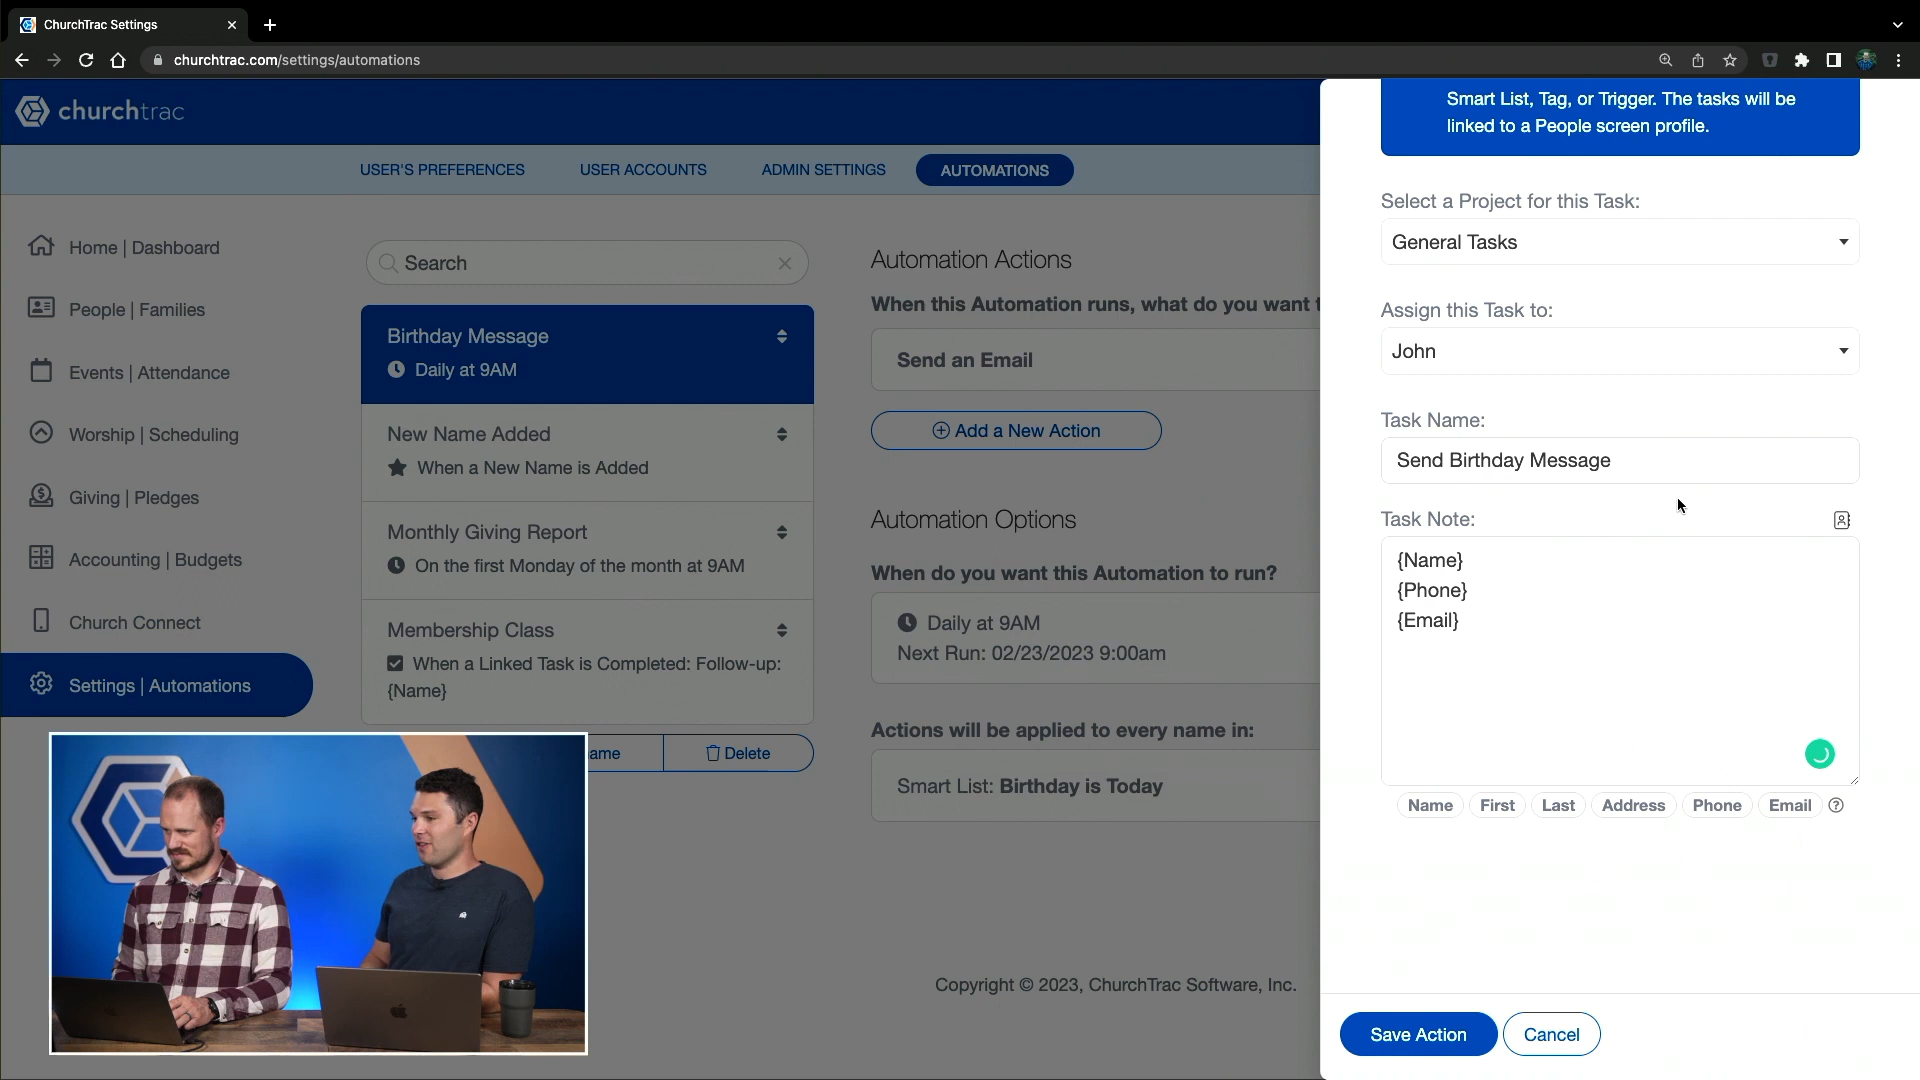 ChurchTrac Settings
churchtrac.com/settings/automations
churchtrac
USER'S PREFERENCES
USER ACCOUNTS
ADMIN SETTINGS
AUTOMATIONS
Home | Dashboard
People | Families
Events | Attendance
Worship | Scheduling
Giving | Pledges
Accounting | Budgets
Church Connect
Settings | Automations
Search
Birthday Message
Daily at 9AM
New Name Added
When a New Name is Added
Monthly Giving Report
On the first Monday of the month at 9AM
Membership Class
When a Linked Task is Completed: Follow-up:
{Name}
ame
Delete
Automation Actions
When this Automation runs, what do you want t
Send an Email
Add a New Action
Automation Options
When do you want this Automation to run?
Daily at 9AM
Next Run: 02/23/2023 9:00am
Actions will be applied to every name in:
Smart List: Birthday is Today
Copyright © 2023, ChurchTrac Software, Inc.
Smart List, Tag, or Trigger. The tasks will be
linked to a People screen profile.
Select a Project for this Task:
General Tasks
Assign this Task to:
John
Task Name:
Send Birthday Message
Task Note:
{Name}
{Phone}
{Email}
Name First Last Address Phone Email
Save Action
Cancel